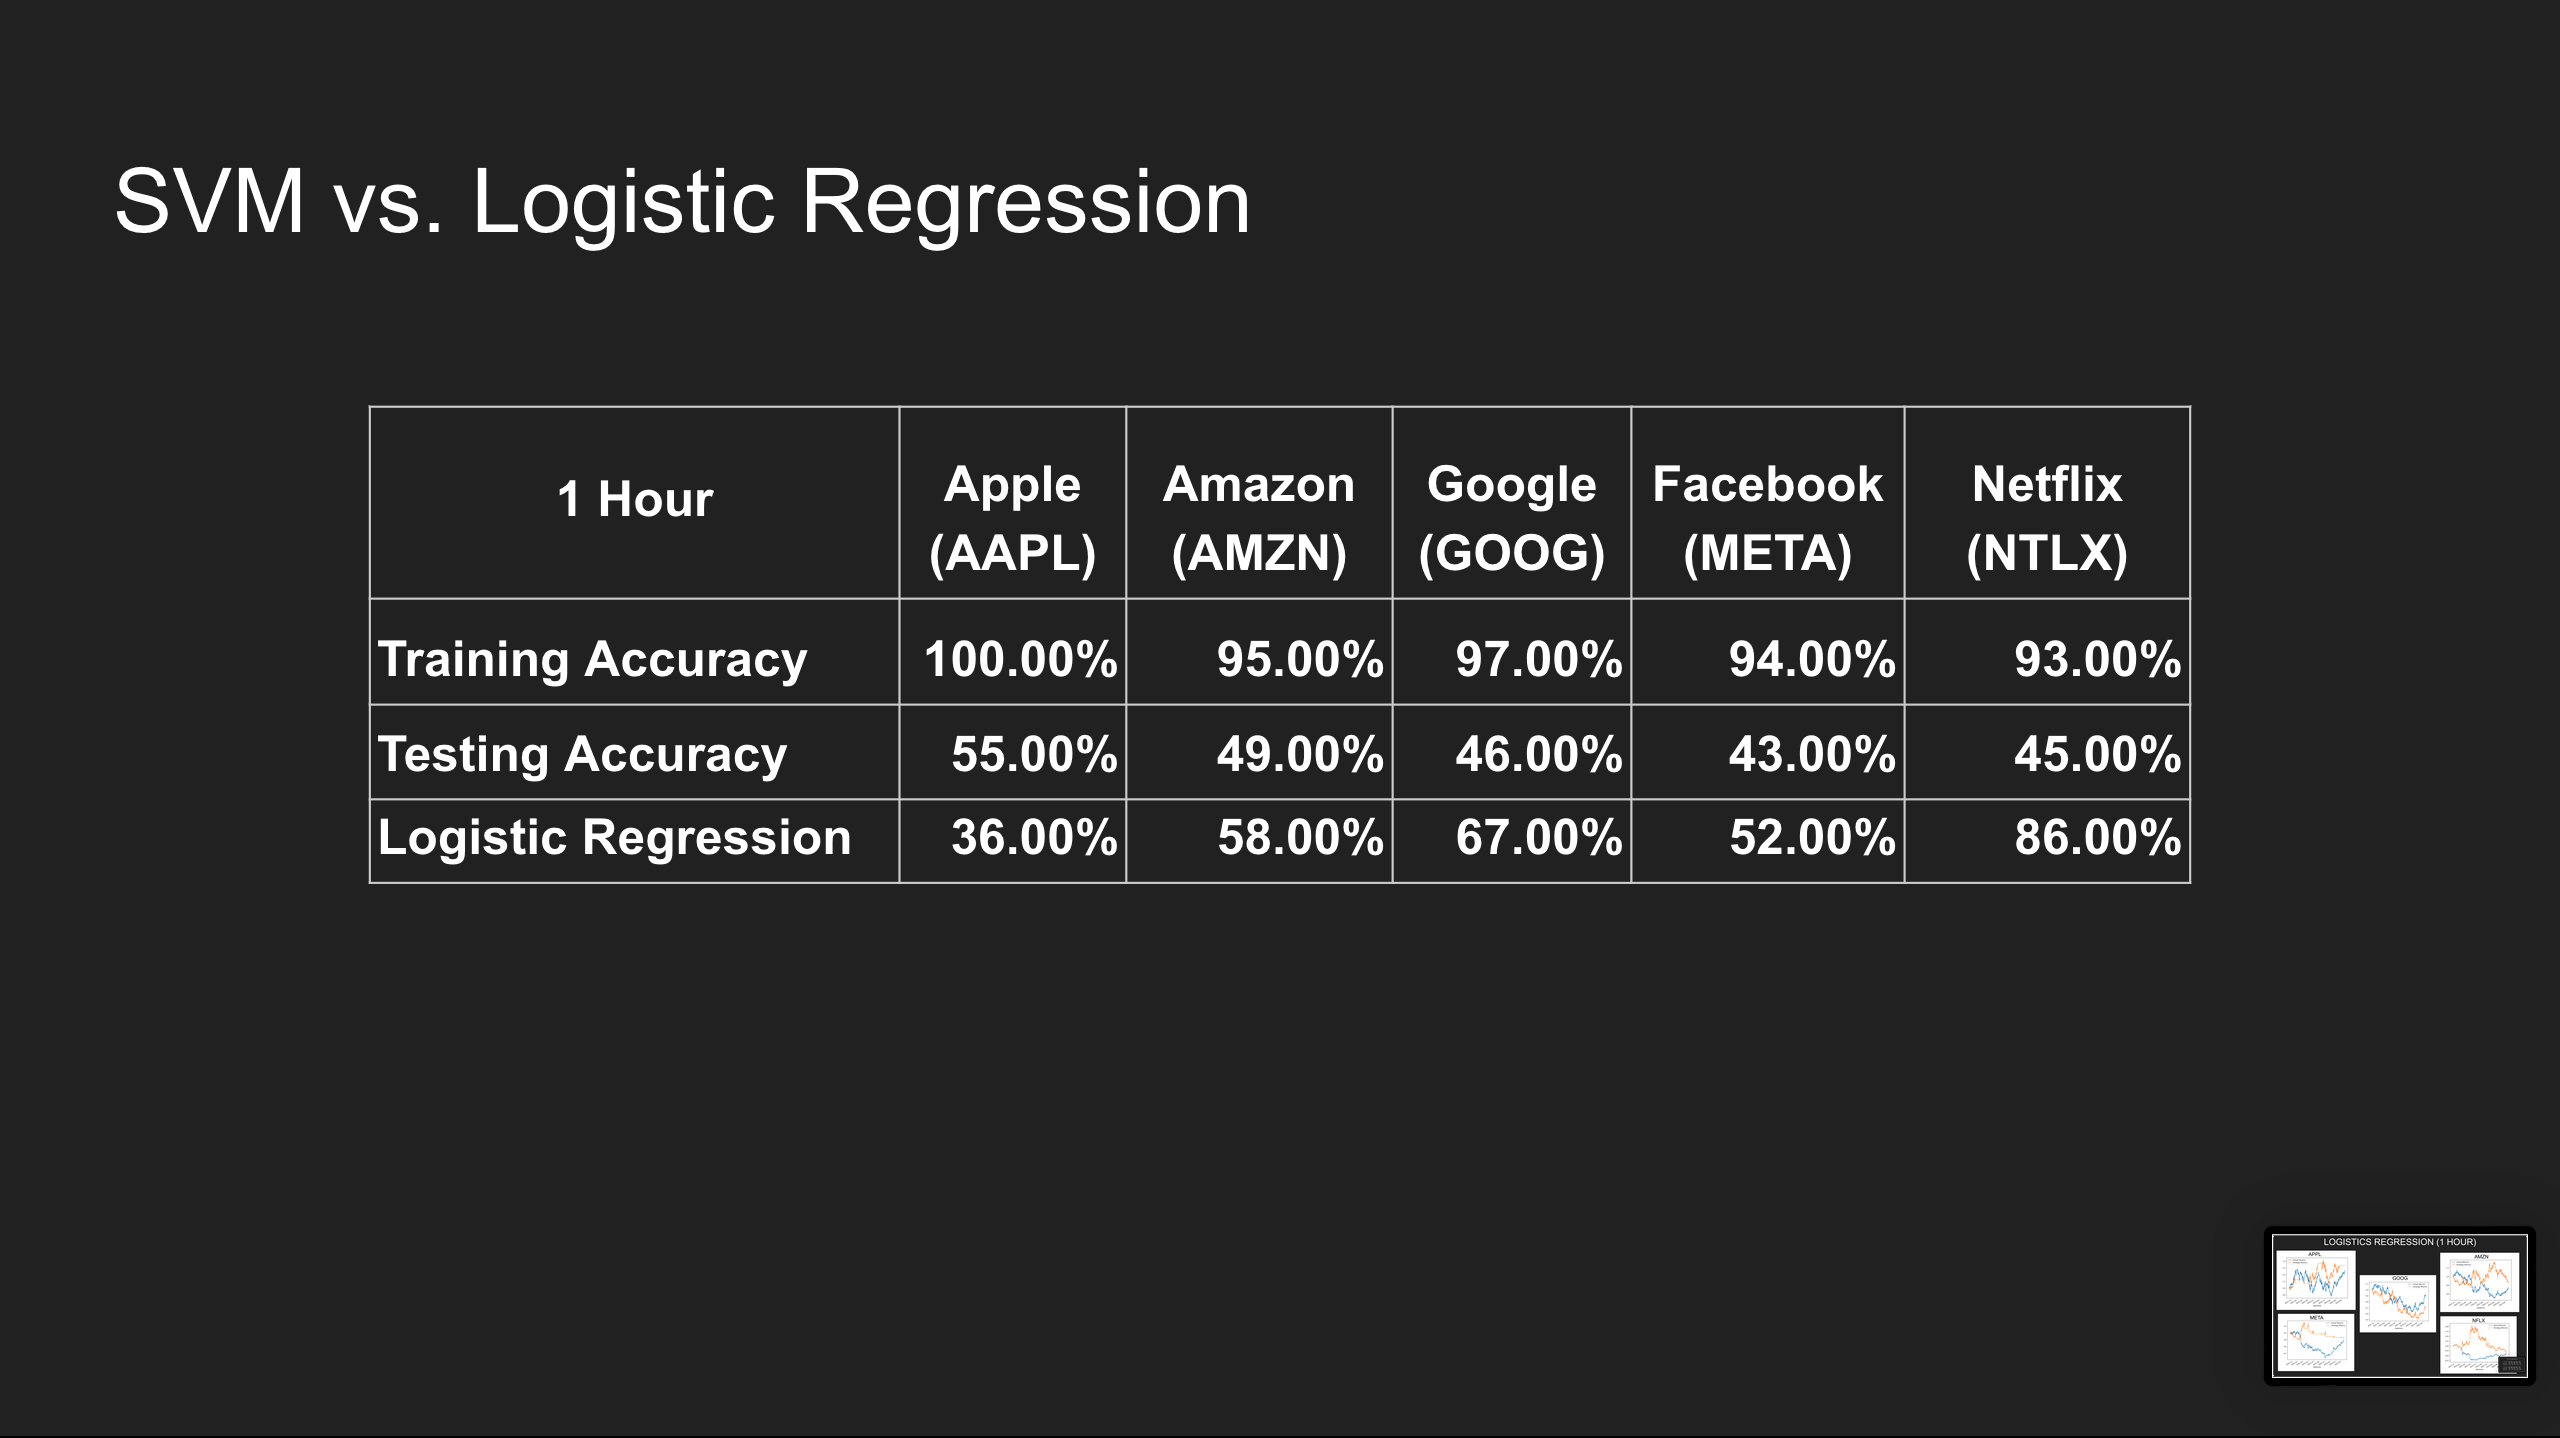 SVM vs. Logistic Regression
1 Hour
Apple
(AAPL)
Amazon
(AMZN)
Google
(GOOG)
Facebook
(META)
Netflix
(NTLX)
Training Accuracy 100.00% 95.00% 97.00% 94.00% 93.00%
Testing Accuracy 55.00% 49.00% 46.00% 43.00% 45.00%
Logistic Regression 36.00% 58.00% 67.00% 52.00% 86.00%
LOGISTICS REGRESSION (1 HOUR)
APPL
AMZN
GOOG
META
NFLX